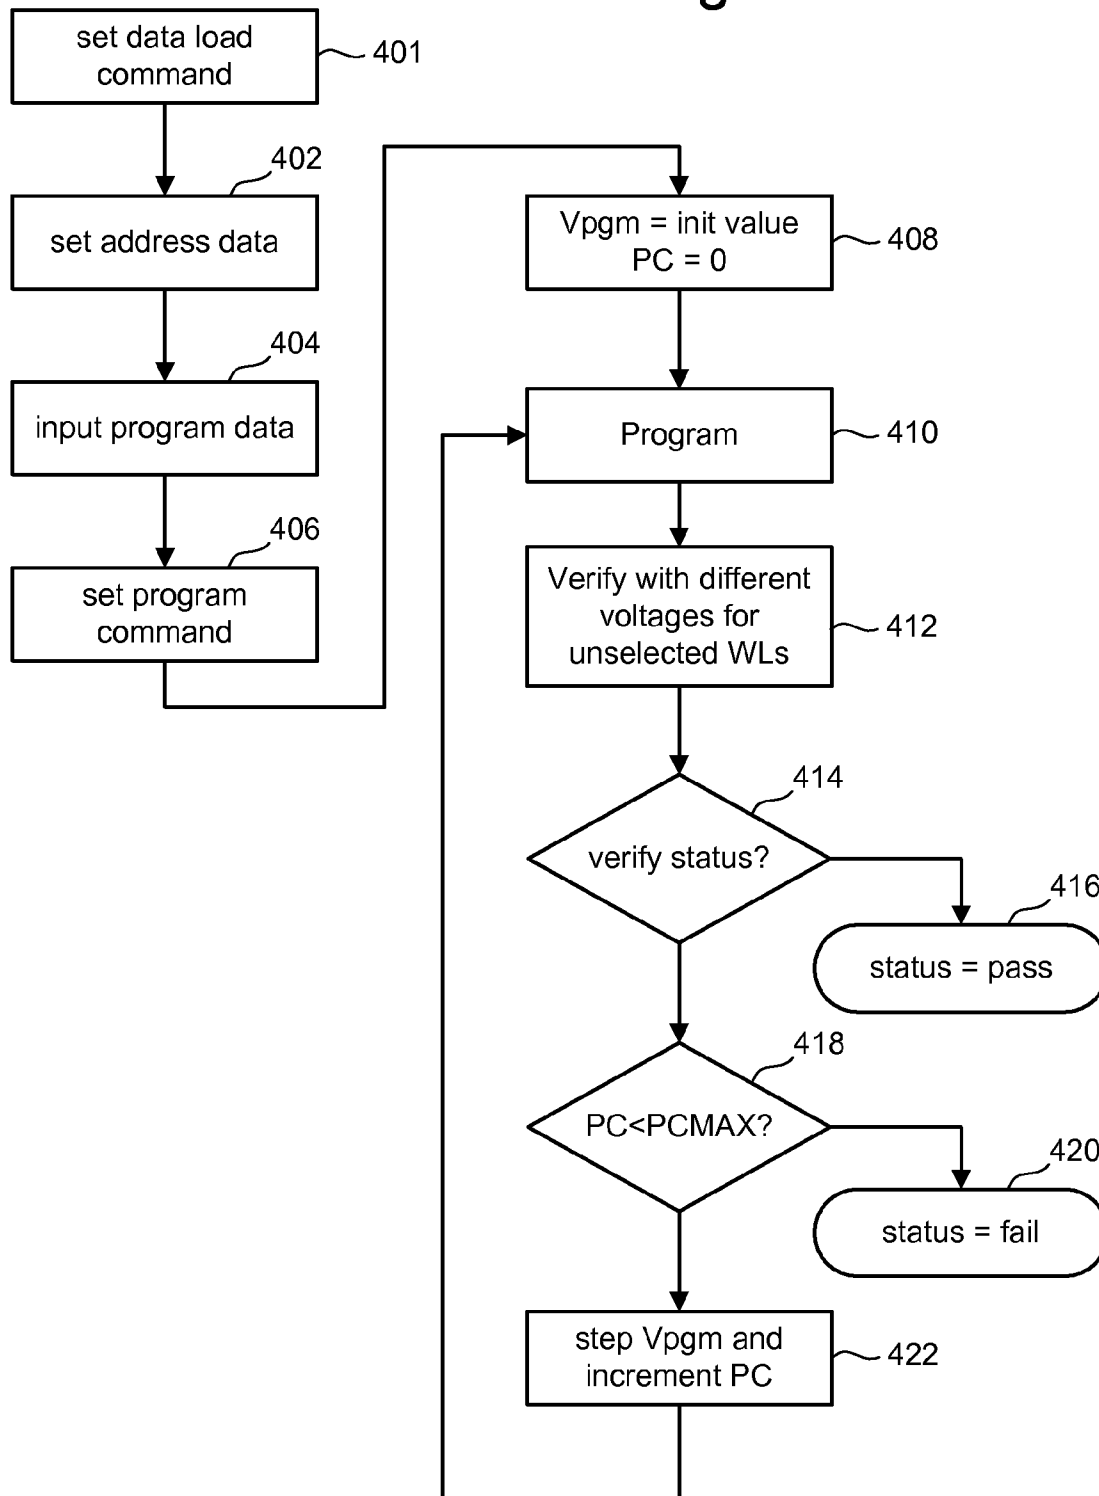 set data load
command
401
402
set address data
404
input program data
406
set program
command
Vpgm = init value
PC = 0
408
Program
410
Verify with different
voltages for
unselected WLs
412
414
verify status?
416
status = pass
418
PC<PCMAX?
420
status = fail
step Vpgm and
increment PC
422